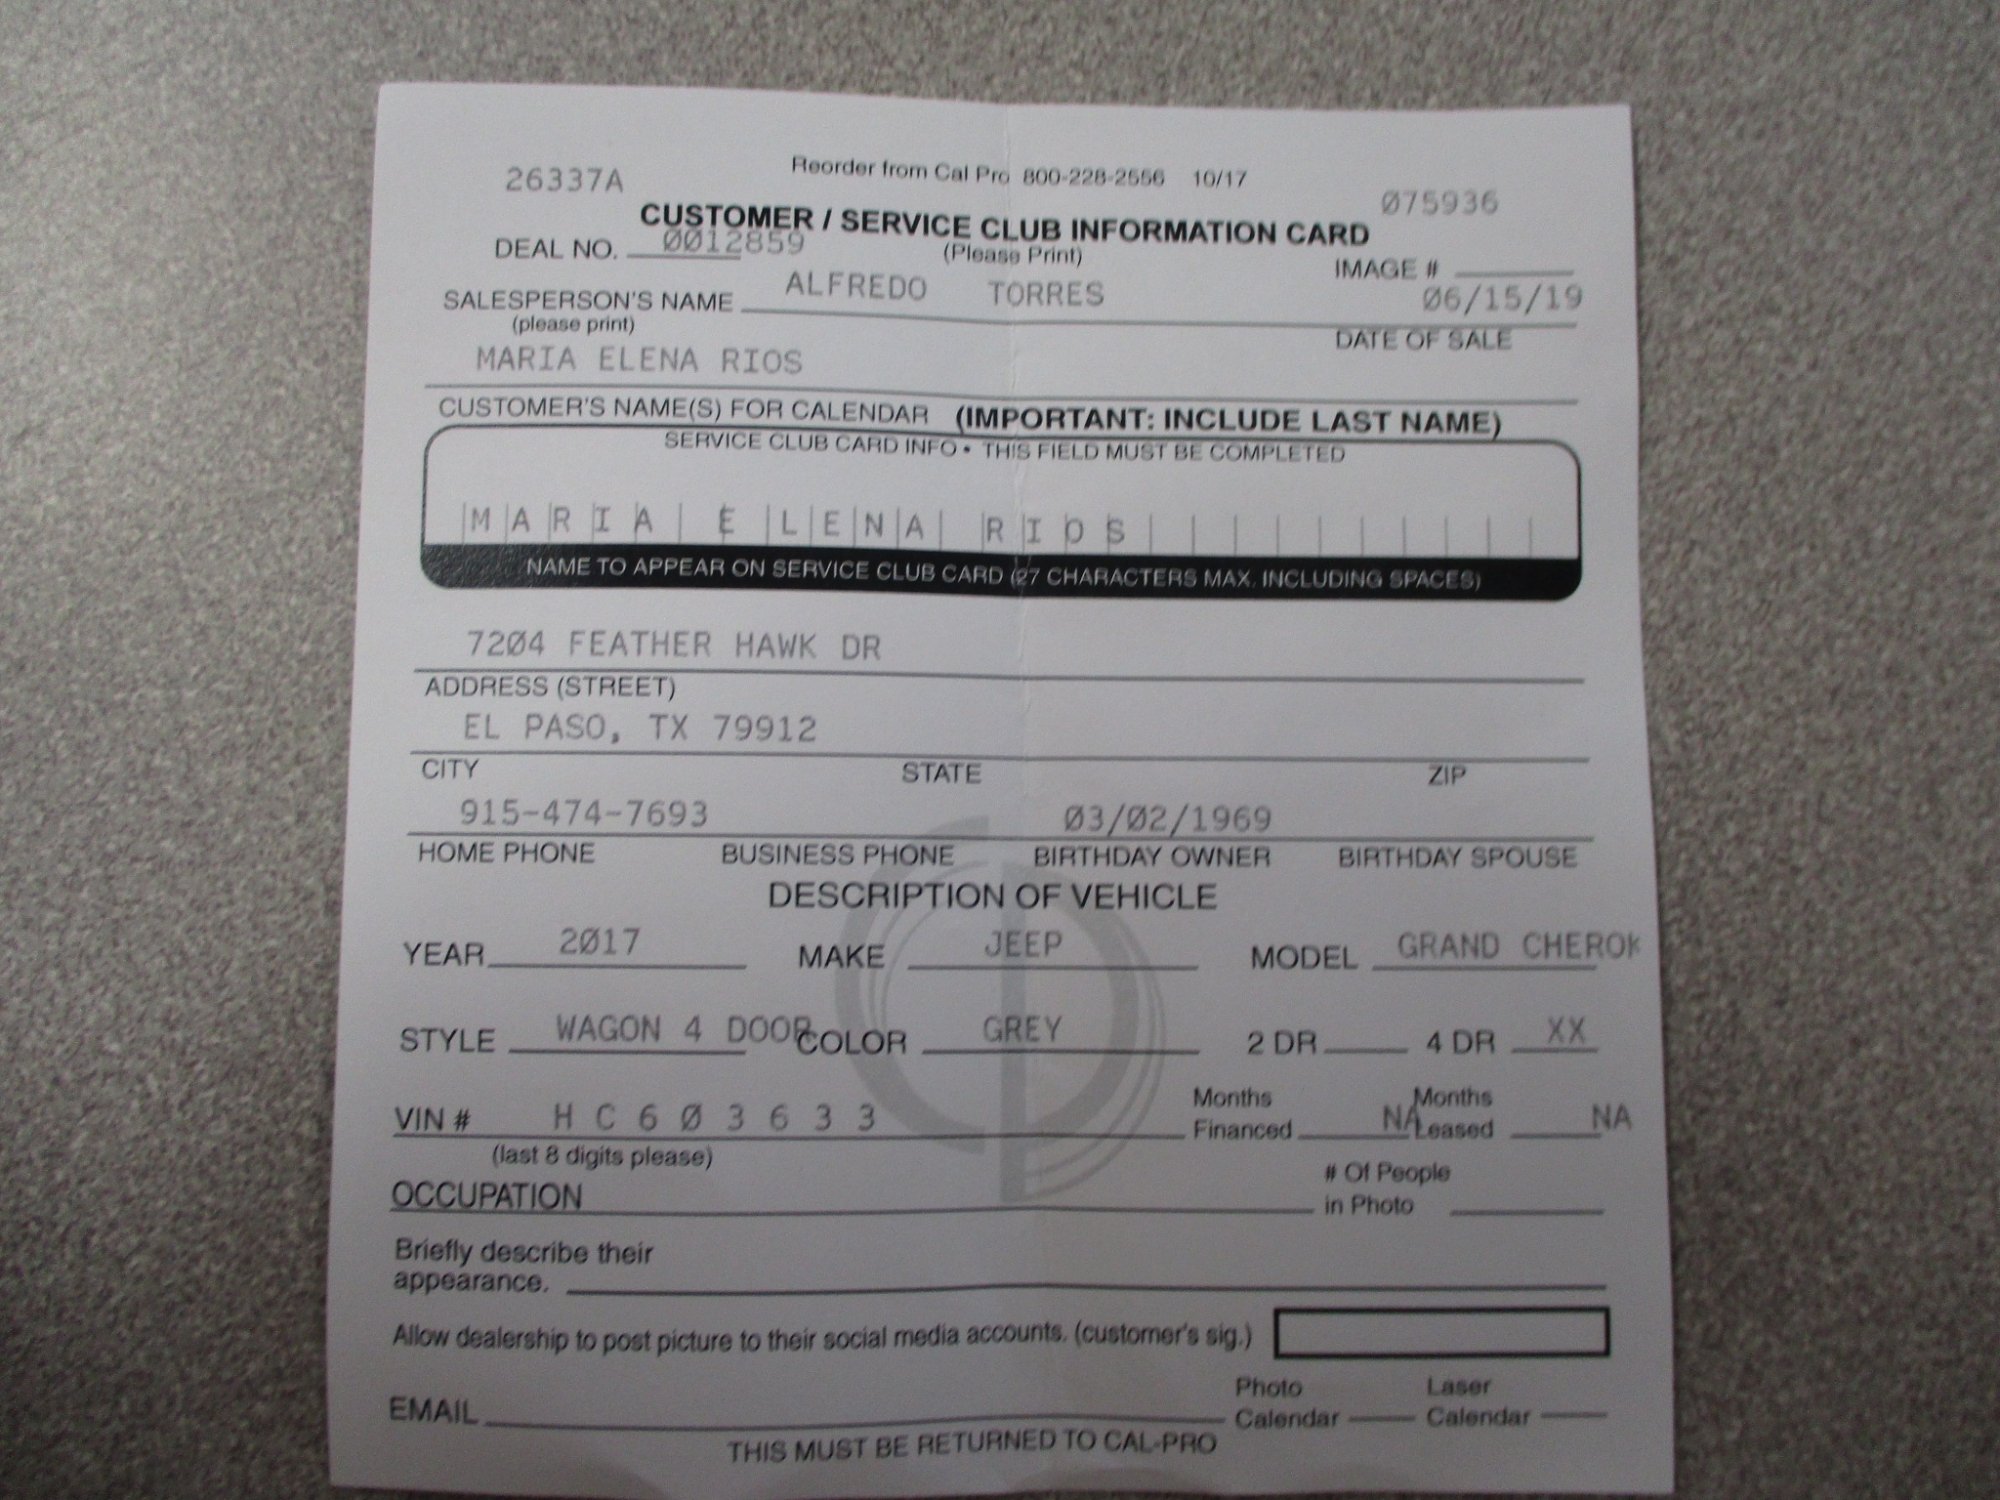 Reorder from Cal Pro 800-228-2556 10/17
26337A 075936
CUSTOMER / SERVICE CLUB INFORMATION CARD
DEAL NO. 0012859 (Please Print) IMAGE #
SALESPERSON'S NAME ALFREDO TORRES 06/15/19
(please print) DATE OF SALE
MARIA ELENA RIOS
CUSTOMER'S NAME(S) FOR CALENDAR (IMPORTANT: INCLUDE LAST NAME)
SERVICE CLUB CARD INFO • THIS FIELD MUST BE COMPLETED
MARIA ELENA RIOS
NAME TO APPEAR ON SERVICE CLUB CARD (27 CHARACTERS MAX. INCLUDING SPACES)
7204 FEATHER HAWK DR
ADDRESS (STREET)
EL PASO, TX 79912
CITY STATE ZIP
915-474-7693 03/02/1969
HOME PHONE BUSINESS PHONE BIRTHDAY OWNER BIRTHDAY SPOUSE
DESCRIPTION OF VEHICLE
YEAR 2017 MAKE JEEP MODEL GRAND CHEROK
STYLE WAGON 4 DOOR COLOR GREY 2 DR 4 DR XX
VIN # H C 6 0 3 6 3 3 Months Financed NA Months Leased NA
(last 8 digits please)
OCCUPATION # Of People in Photo
Briefly describe their
appearance.
Allow dealership to post picture to their social media accounts. (customer's sig.)
EMAIL Photo Calendar Laser Calendar
THIS MUST BE RETURNED TO CAL-PRO